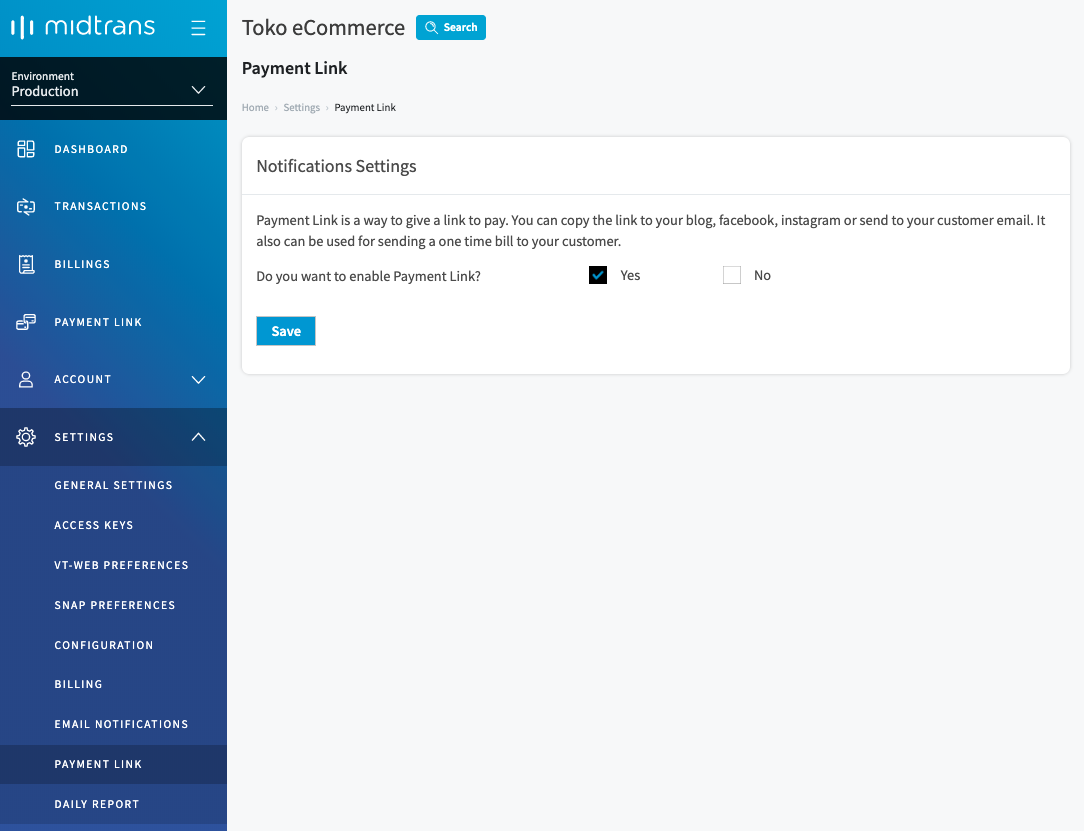 midtrans
Environment
Production
DASHBOARD
TRANSACTIONS
BILLINGS
PAYMENT LINK
ACCOUNT
SETTINGS
GENERAL SETTINGS
ACCESS KEYS
VT-WEB PREFERENCES
SNAP PREFERENCES
CONFIGURATION
BILLING
EMAIL NOTIFICATIONS
PAYMENT LINK
DAILY REPORT
Toko eCommerce Search
Payment Link
Home › Settings › Payment Link
Notifications Settings
Payment Link is a way to give a link to pay. You can copy the link to your blog, facebook, instagram or send to your customer email. It
also can be used for sending a one time bill to your customer.
Do you want to enable Payment Link? Yes No
Save